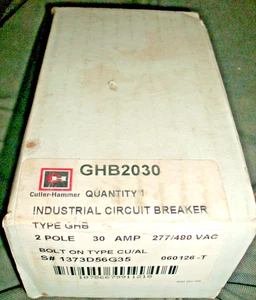 GHB2030
Cutler-Hammer QUANTITY 1
INDUSTRIAL CIRCUIT BREAKER
TYPE GHB
2 POLE 30 AMP 277/480 VAC
BOLT ON TYPE CU/AL
S# 1373D56G35 060126-T